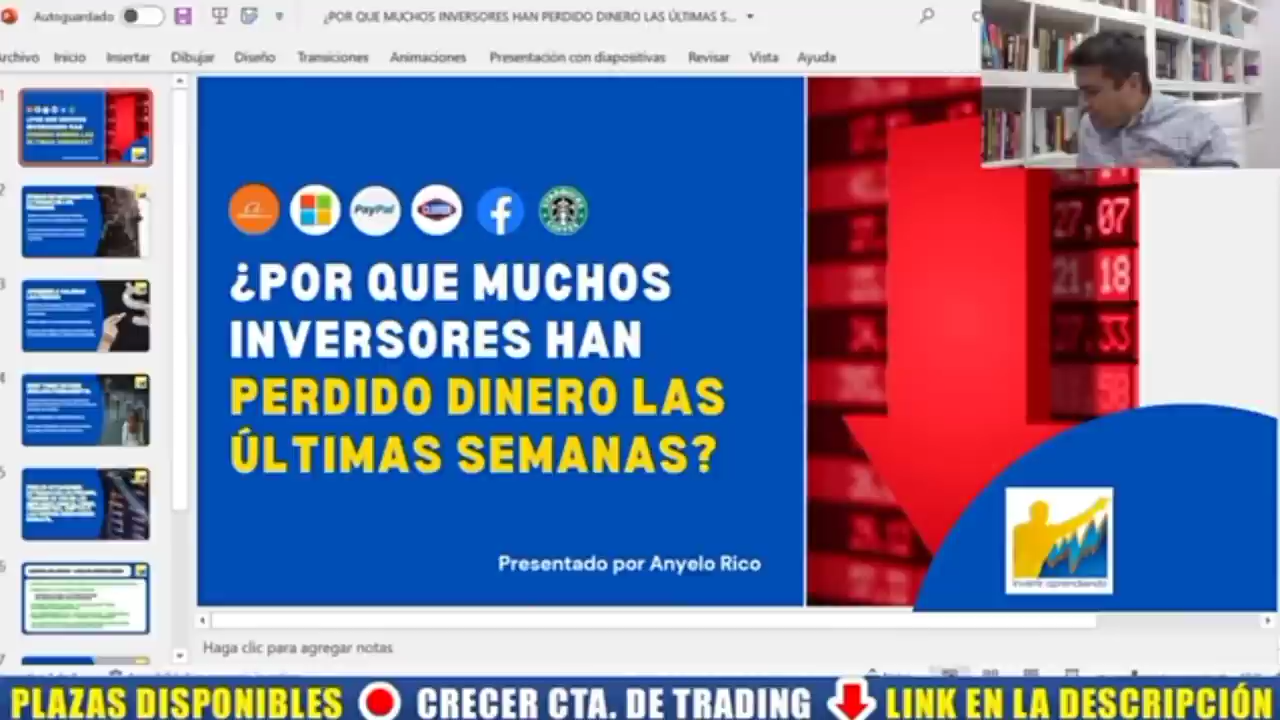 Autoguardado
¿POR QUE MUCHOS INVERSORES HAN PERDIDO DINERO LAS ÚLTIMAS S...
Archivo Inicio Insertar Dibujar Diseño Transiciones Animaciones Presentación con diapositivas Revisar Vista Ayuda
PayPal
¿POR QUE MUCHOS
INVERSORES HAN
PERDIDO DINERO LAS
ÚLTIMAS SEMANAS?
Presentado por Anyelo Rico
27,07
21,18
invertir aprendiendo
Haga clic para agregar notas
PLAZAS DISPONIBLES CRECER CTA. DE TRADING LINK EN LA DESCRIPCIÓN